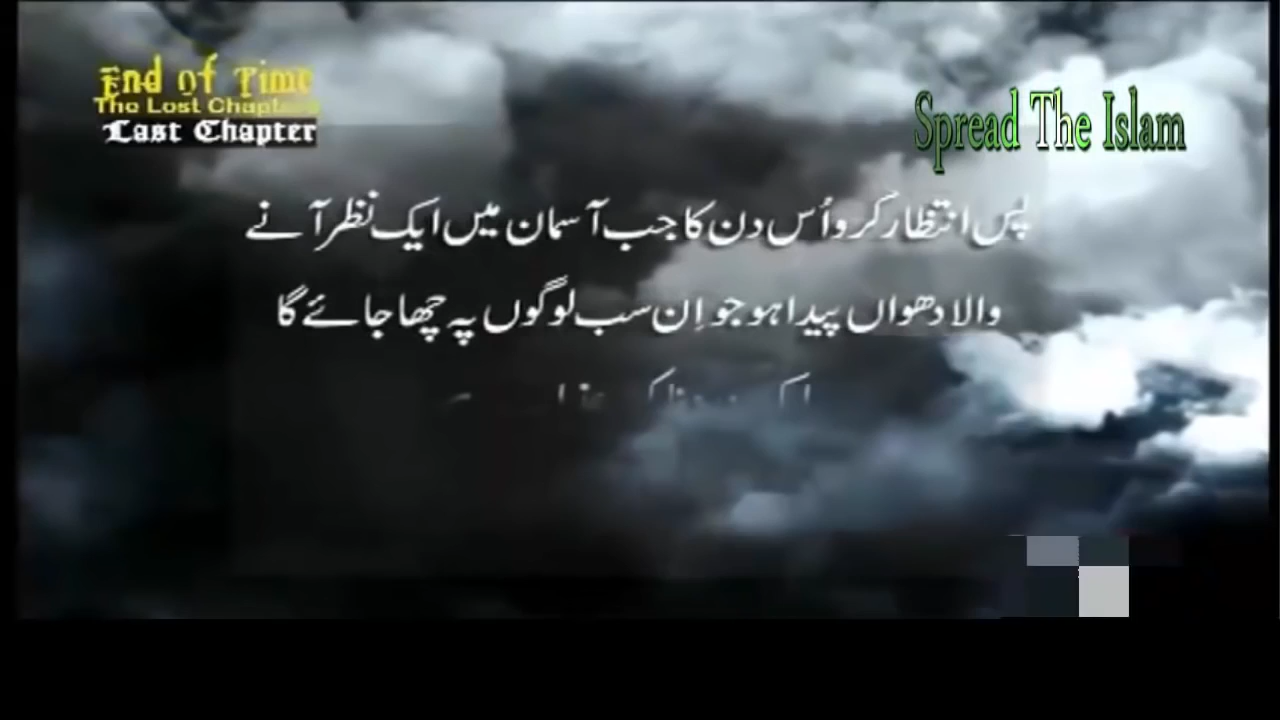 End of Time
The Lost Chapters
Last Chapter
Spread The Islam
پس انتظار کرو اُس دن کا جب آسمان میں ایک نظر آنے
والا دھواں پیدا ہو جو اِن سب لوگوں پہ چھا جائے گا